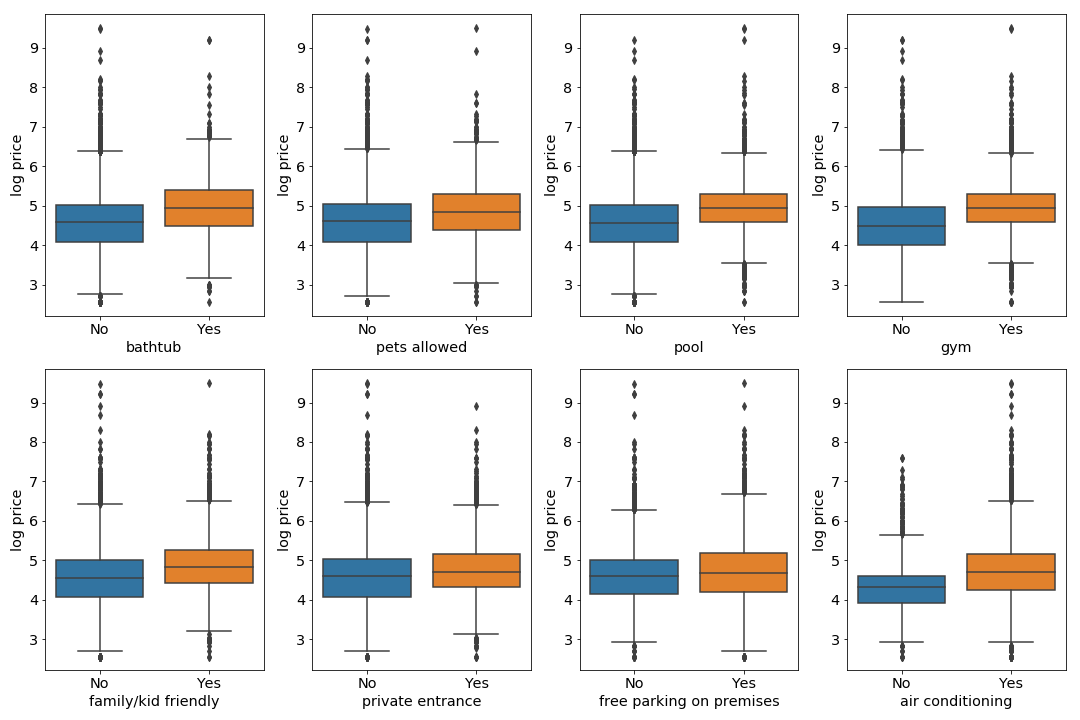 log price
9
8
7
6
5
4
3
No Yes
bathtub
log price
9
8
7
6
5
4
3
No Yes
pets allowed
log price
9
8
7
6
5
4
3
No Yes
pool
log price
9
8
7
6
5
4
3
No Yes
gym
log price
9
8
7
6
5
4
3
No Yes
family/kid friendly
log price
9
8
7
6
5
4
3
No Yes
private entrance
log price
9
8
7
6
5
4
3
No Yes
free parking on premises
log price
9
8
7
6
5
4
3
No Yes
air conditioning